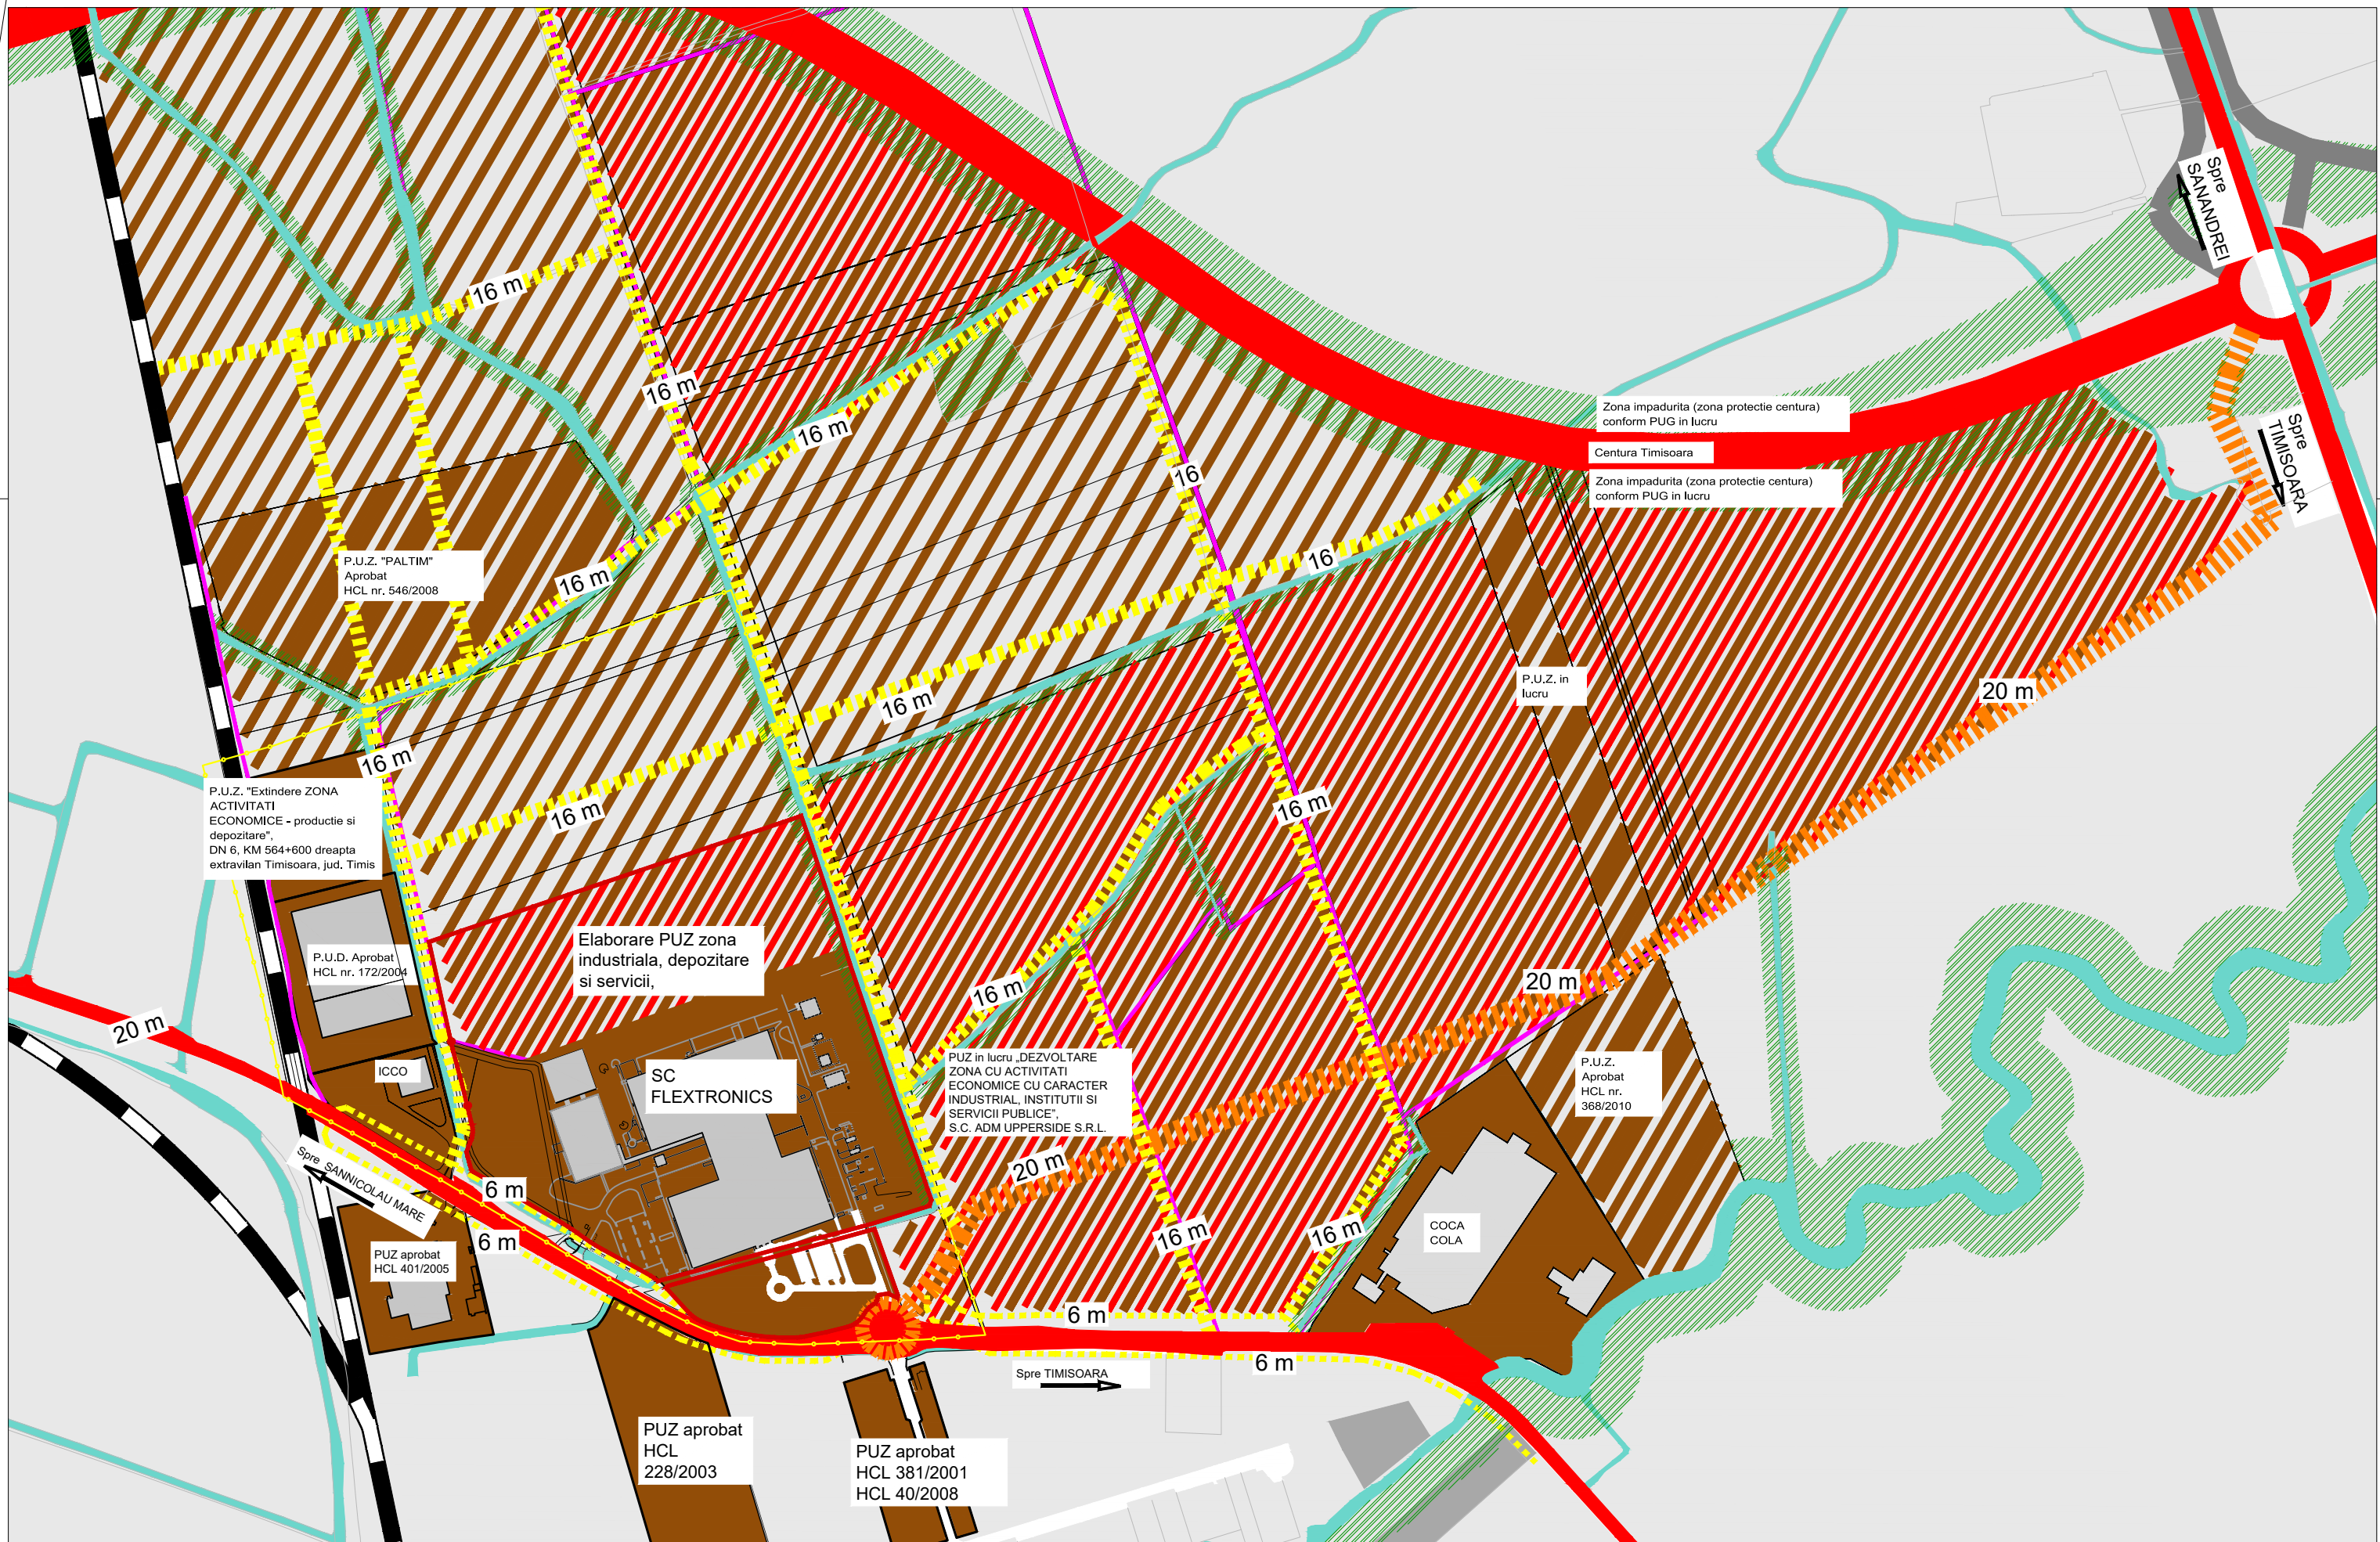 Spre
SANANDREI
16 m
16 m
16 m
Zona impadurita (zona protectie centura)
conform PUG in lucru
Centura Timisoara
Zona impadurita (zona protectie centura)
conform PUG in lucru
Spre
TIMISOARA
16
16
P.U.Z. "PALTIM"
Aprobat
HCL nr. 546/2008
16 m
P.U.Z. in
lucru
20 m
16 m
16 m
P.U.Z. "Extindere ZONA
ACTIVITATI
ECONOMICE - productie si
depozitare",
DN 6, KM 564+600 dreapta
extravilan Timisoara, jud. Timis
16 m
16 m
P.U.D. Aprobat
HCL nr. 172/2004
Elaborare PUZ zona
industriala, depozitare
si servicii,
16 m
20 m
20 m
ICCO
SC
FLEXTRONICS
PUZ in lucru „DEZVOLTARE
ZONA CU ACTIVITATI
ECONOMICE CU CARACTER
INDUSTRIAL, INSTITUTII SI
SERVICII PUBLICE”,
S.C. ADM UPPERSIDE S.R.L.
P.U.Z.
Aprobat
HCL nr.
368/2010
20 m
Spre SANNICOLAU MARE
6 m
6 m
16 m
16 m
COCA
COLA
PUZ aprobat
HCL 401/2005
6 m
6 m
Spre TIMISOARA
PUZ aprobat
HCL
228/2003
PUZ aprobat
HCL 381/2001
HCL 40/2008